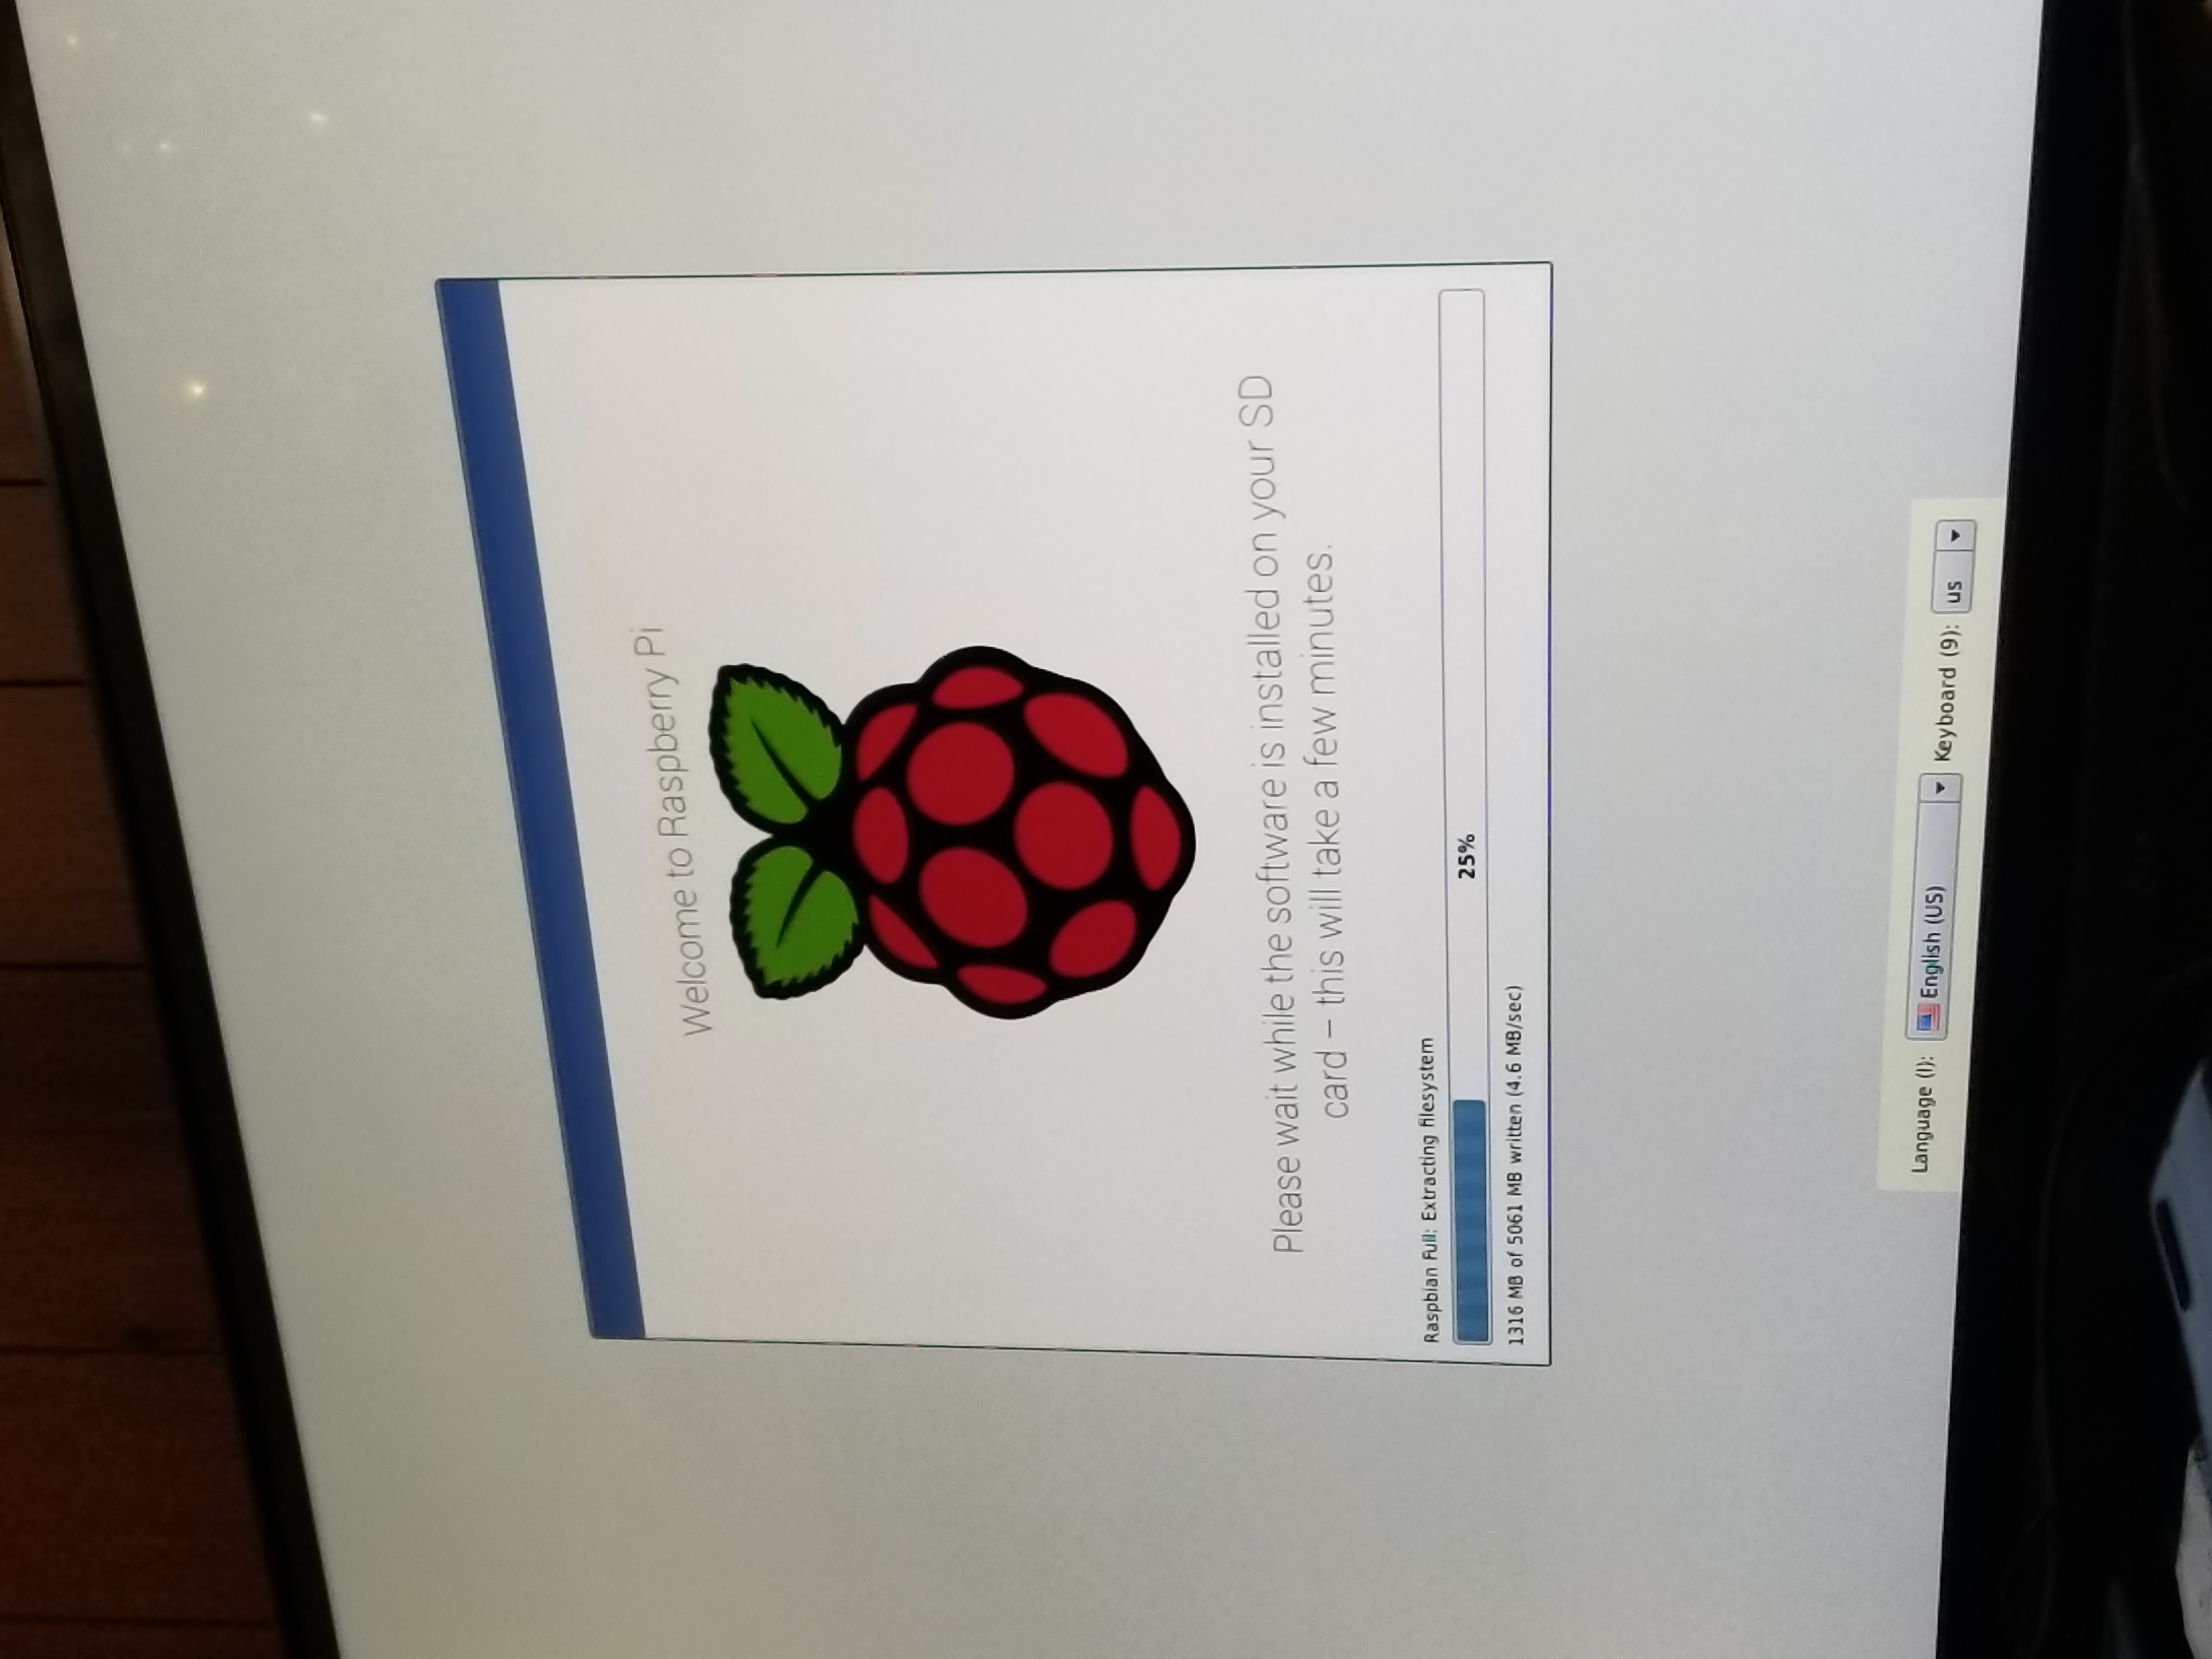 Welcome to Raspberry Pi
Please wait while the software is installed on your SD
card – this will take a few minutes.
Raspbian Full: Extracting filesystem
25%
1316 MB of 5061 MB written (4.6 MB/sec)
Language (l): English (US) Keyboard (9): us